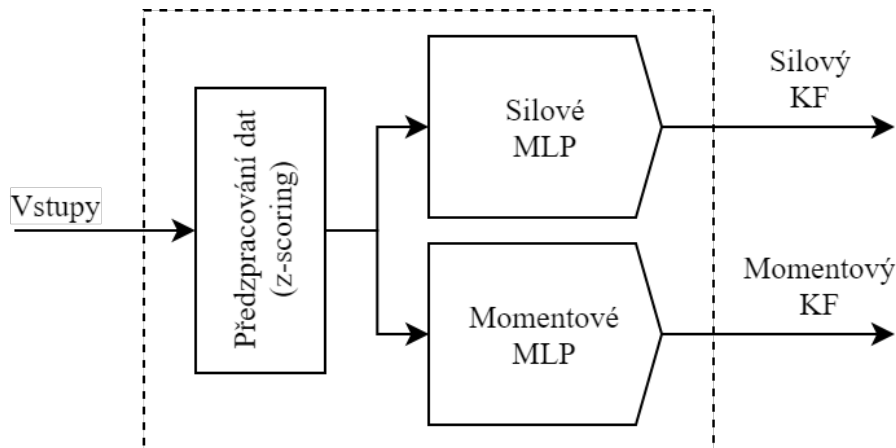 Vstupy
Předzpracování dat
(z-scoring)
Silové
MLP
Silový
KF
Momentové
MLP
Momentový
KF